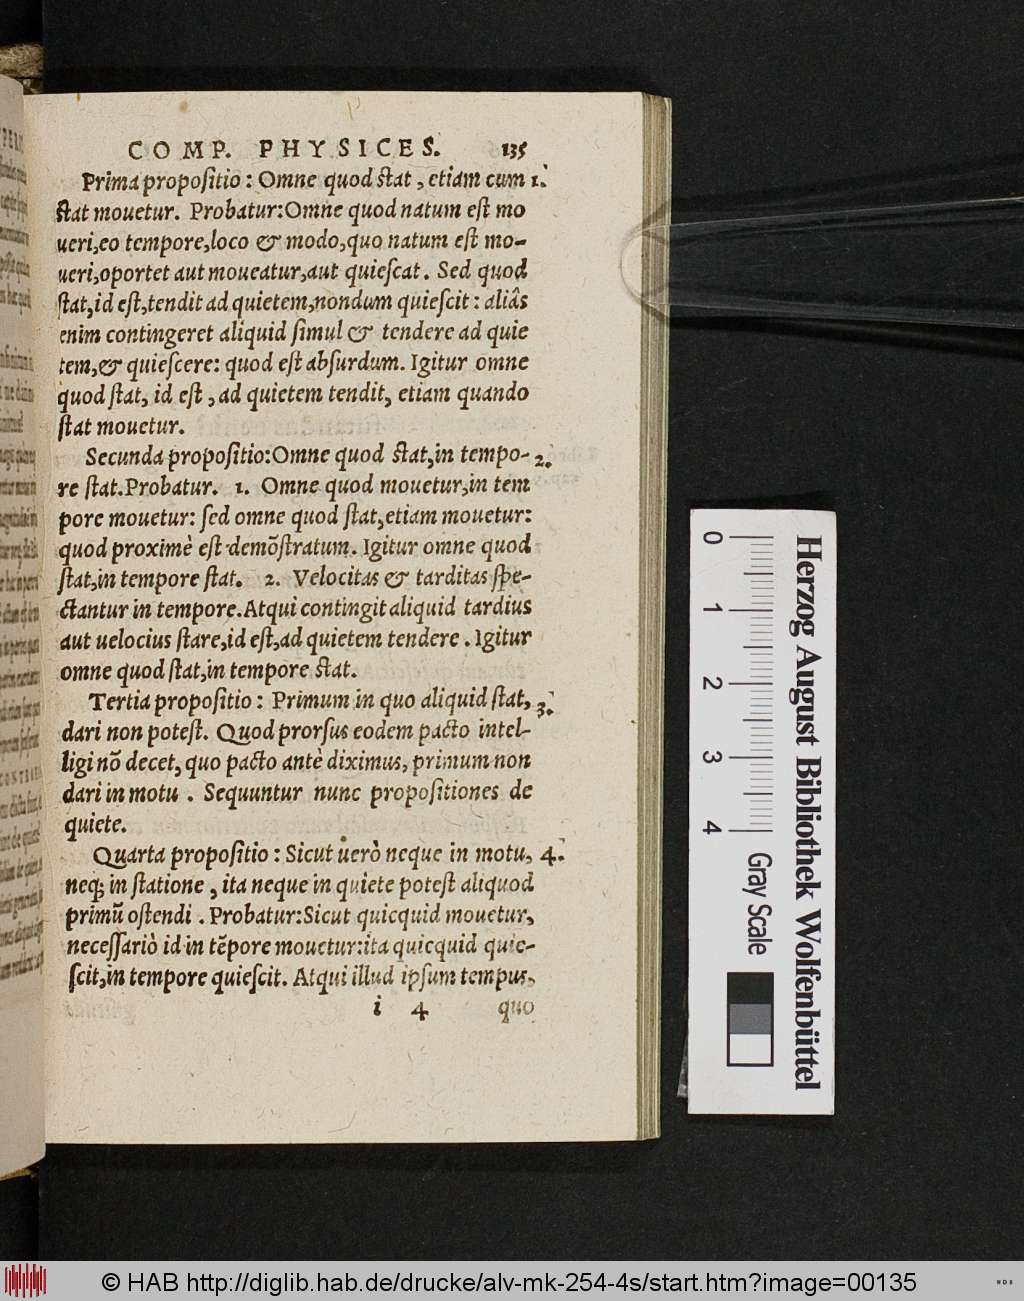 COMP. PHYSICES. 135
Prima propoſitio : Omne quod ſtat , etiam cum 1.
ſtat mouetur. Probatur:Omne quod natum eſt mo
ueri,eo tempore,loco & modo,quo natum eſt mo-
ueri,oportet aut moueatur,aut quieſcat. Sed quod
ſtat,id eſt,tendit ad quietem,nondum quieſcit : aliâs
enim contingeret aliquid ſimul & tendere ad quie
tem,& quieſcere: quod eſt abſurdum. Igitur omne
quod ſtat, id eſt , ad quietem tendit, etiam quando
ſtat mouetur.
Secunda propoſitio:Omne quod ſtat,in tempo- 2.
re ſtat.Probatur. 1. Omne quod mouetur,in tem
pore mouetur: ſed omne quod ſtat,etiam mouetur:
quod proximè eſt demõſtratum. Igitur omne quod
ſtat,in tempore ſtat. 2. Velocitas & tarditas ſpe-
ctantur in tempore.Atqui contingit aliquid tardius
aut uelocius ſtare,id eſt,ad quietem tendere . Igitur
omne quod ſtat,in tempore ſtat.
Tertia propoſitio : Primum in quo aliquid ſtat, 3.
dari non poteſt. Quod prorſus eodem pacto intel-
ligi nõ decet, quo pacto antè diximus, primum non
dari in motu . Sequuntur nunc propoſitiones de
quiete.
Quarta propoſitio : Sicut uerò neque in motu, 4.
neq; in ſtatione , ita neque in quiete poteſt aliquod
primũ oſtendi . Probatur:Sicut quicquid mouetur,
neceſſariò id in tẽpore mouetur:ita quicquid quie-
ſcit,in tempore quieſcit. Atqui illud ipſum tempus,
i 4 quo
Herzog August Bibliothek Wolfenbüttel
0 1 2 3 4
Gray Scale
© HAB http://diglib.hab.de/drucke/alv-mk-254-4s/start.htm?image=00135